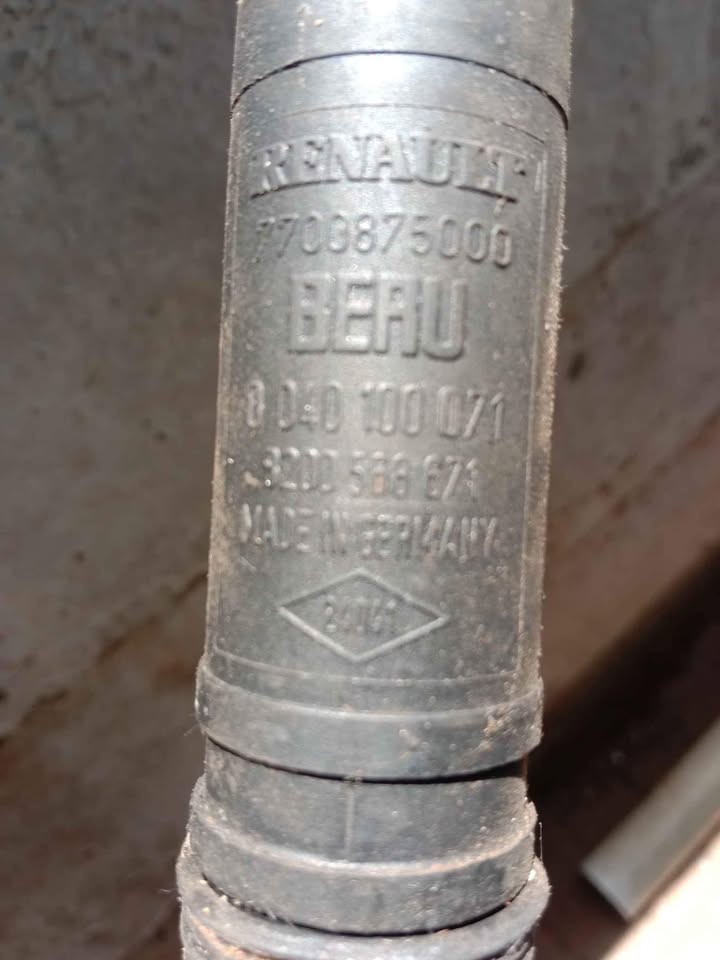 RENAULT
7700875000
BERU
0 040 100 071
8200 568 671
MADE IN GERMANY